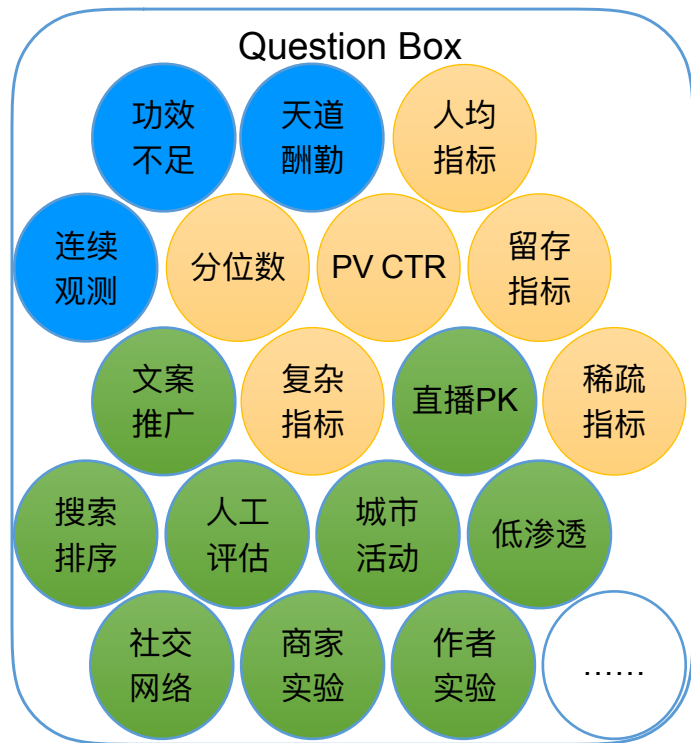 Question Box
功效
不足
天道
酬勤
人均
指标
连续
观测
分位数
PV CTR
留存
指标
文案
推广
复杂
指标
直播PK
稀疏
指标
搜索
排序
人工
评估
城市
活动
低渗透
社交
网络
商家
实验
作者
实验
……